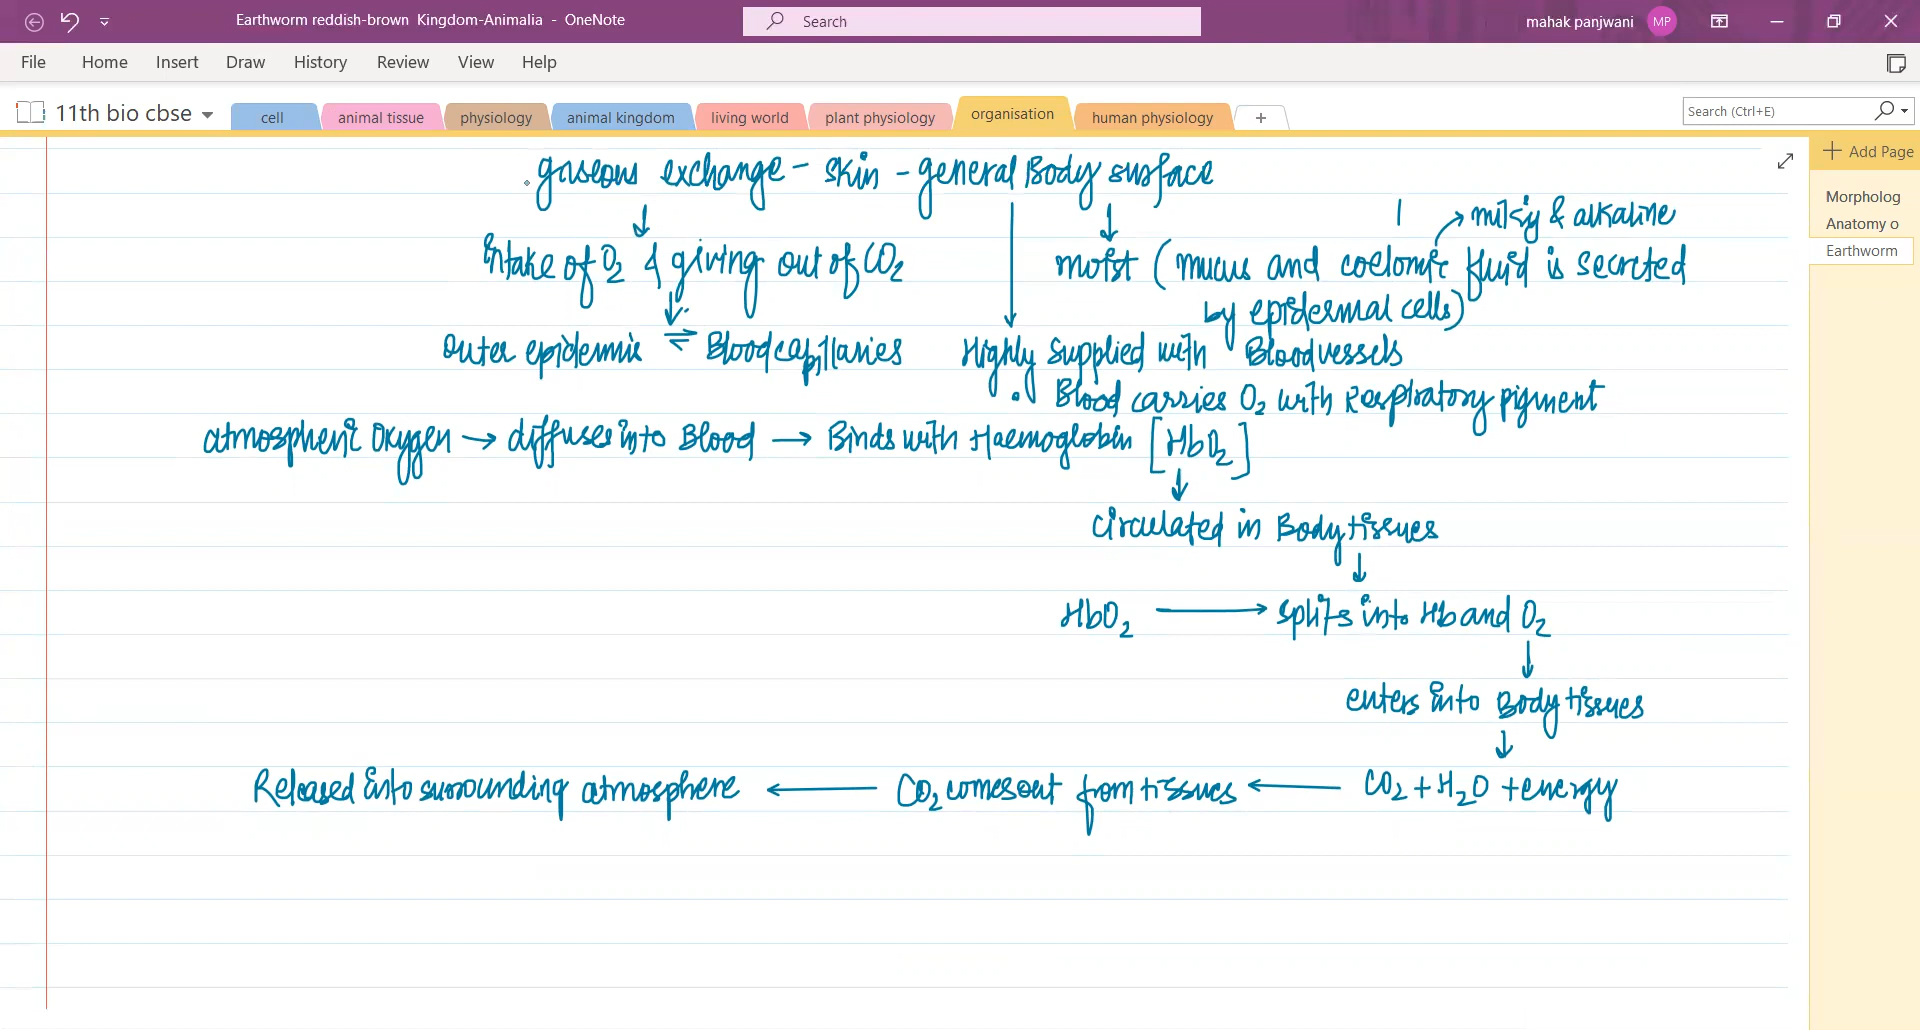 Earthworm reddish-brown Kingdom-Animalia - OneNote
Search
mahak panjwani MP
File Home Insert Draw History Review View Help
11th bio cbse
cell animal tissue physiology animal kingdom living world plant physiology organisation human physiology +
Search (Ctrl+E)
Add Page
Morpholog
Anatomy o
Earthworm
gaseous exchange - skin - general Body surface
↓ ↓ ↓ → milky & alkaline
Intake of O2 & giving out of CO2 moist (mucus and coelomic fluid is secreted
by epidermal cells)
↓
outer epidermis ⇌ Blood capillaries Highly supplied with Blood vessels
• Blood carries O2 with Respiratory pigment
atmospheric Oxygen → diffuses into Blood → Binds with Haemoglobin [HbO2]
↓
circulated in Body tissues
↓
HbO2 → splits into Hb and O2
↓
enters into Body tissues
↓
Released into surrounding atmosphere ← CO2 comes out from tissues ← CO2 + H2O + energy